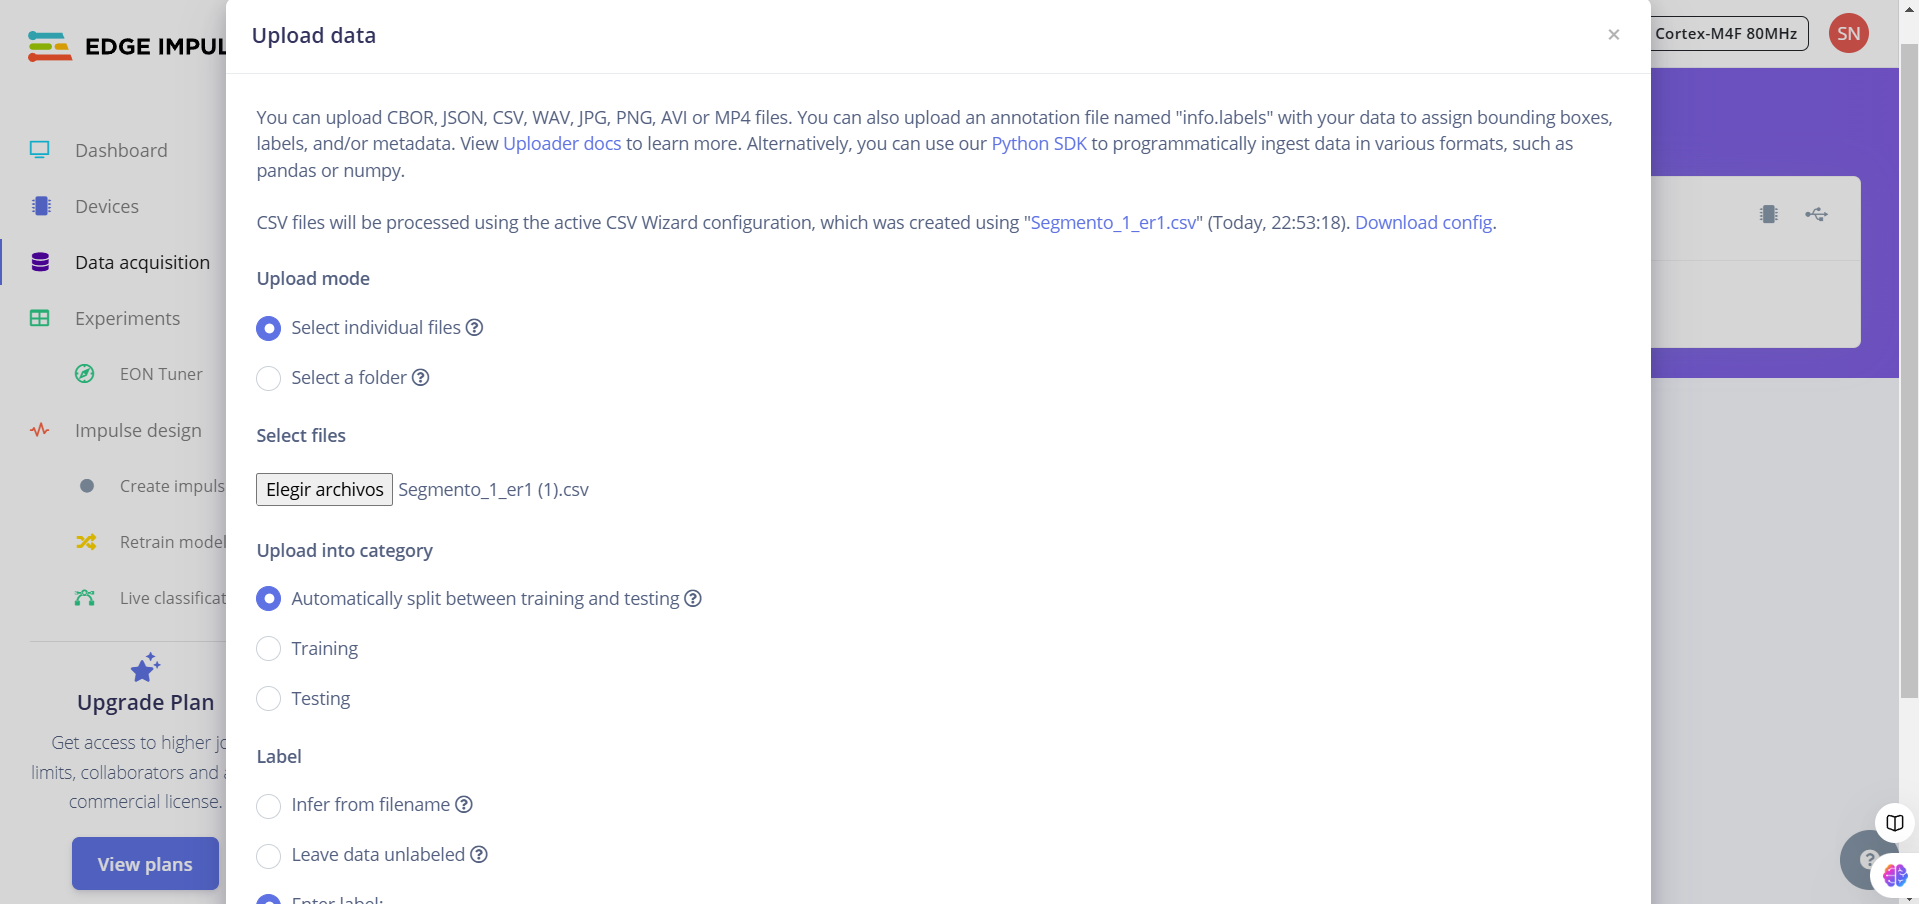 EDGE IMPUL
Upload data
×
Cortex-M4F 80MHz
SN
Dashboard
Devices
Data acquisition
Experiments
EON Tuner
Impulse design
Create impuls
Retrain model
Live classificat
Upgrade Plan
Get access to higher jo
limits, collaborators and a
commercial license.
View plans
You can upload CBOR, JSON, CSV, WAV, JPG, PNG, AVI or MP4 files. You can also upload an annotation file named "info.labels" with your data to assign bounding boxes,
labels, and/or metadata. View Uploader docs to learn more. Alternatively, you can use our Python SDK to programmatically ingest data in various formats, such as
pandas or numpy.
CSV files will be processed using the active CSV Wizard configuration, which was created using "Segmento_1_er1.csv" (Today, 22:53:18). Download config.
Upload mode
Select individual files ?
Select a folder ?
Select files
Elegir archivos Segmento_1_er1 (1).csv
Upload into category
Automatically split between training and testing ?
Training
Testing
Label
Infer from filename ?
Leave data unlabeled ?
Enter label:
?